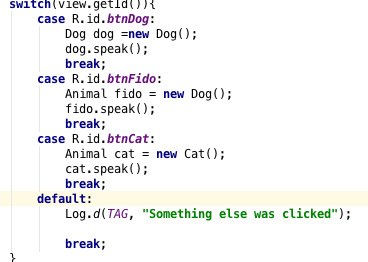 switch(view.getId()){
case R.id.btnDog:
Dog dog =new Dog();
dog.speak();
break;
case R.id.btnFido:
Animal fido = new Dog();
fido.speak();
break;
case R.id.btnCat:
Animal cat = new Cat();
cat.speak();
break;
default:
Log.d(TAG, "Something else was clicked");
break;
}